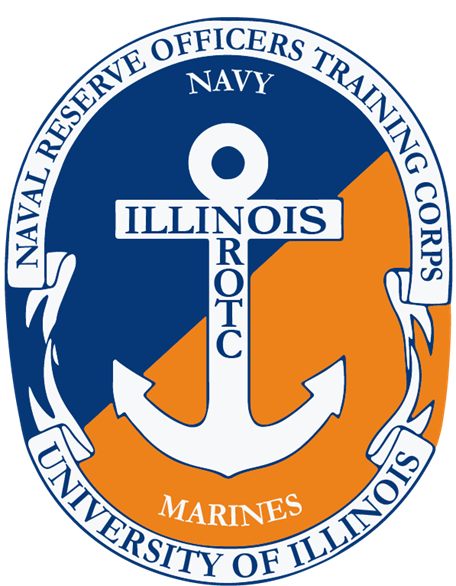 NAVAL RESERVE OFFICERS TRAINING CORPS
NAVY
ILLINOIS
NROTC
MARINES
UNIVERSITY OF ILLINOIS